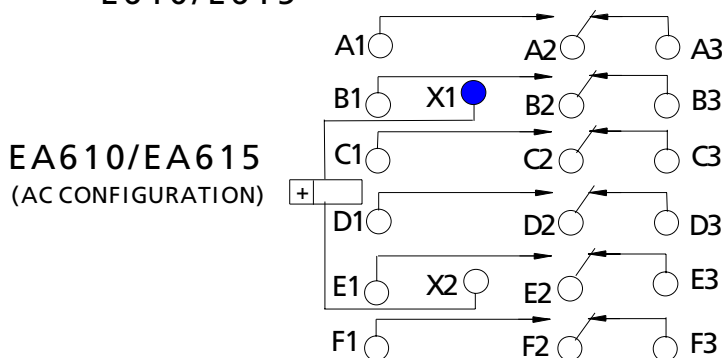 A1 A2 A3
B1 X1 B2 B3
EA610/EA615 C1 C2 C3
(AC CONFIGURATION) +
D1 D2 D3
E1 X2 E2 E3
F1 F2 F3